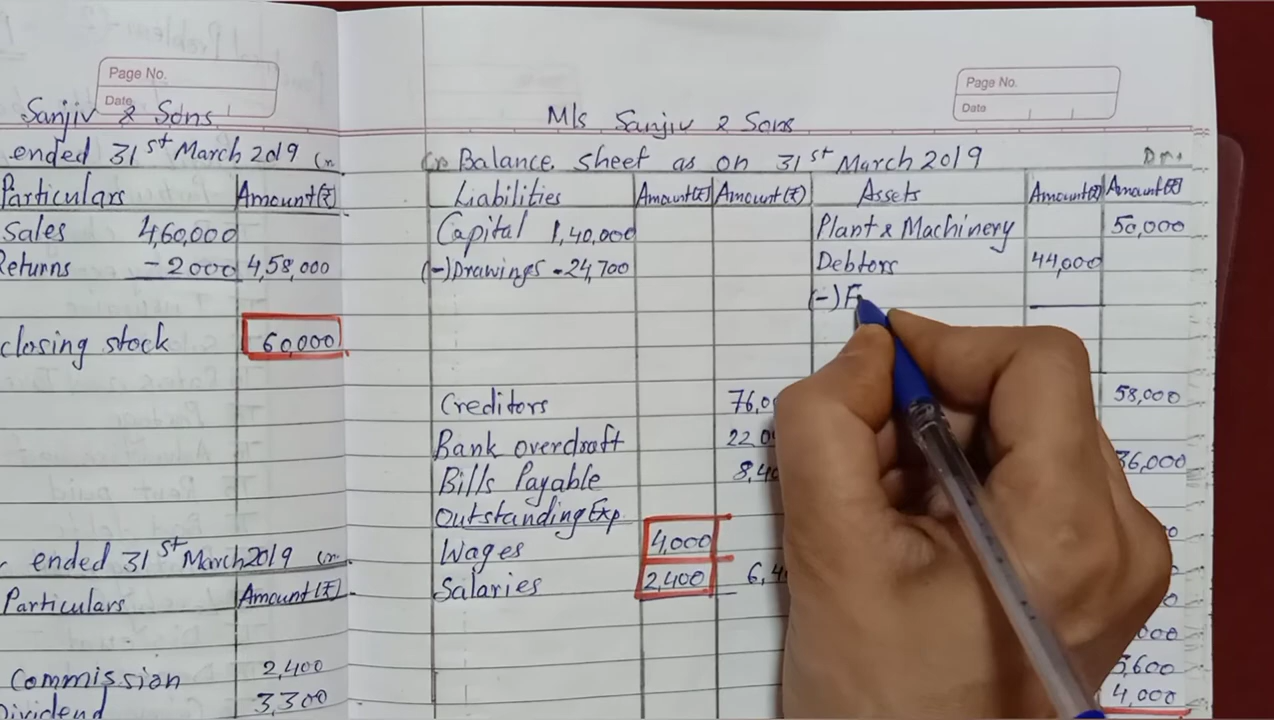 Page No.
Date
Sanjiv & Sons
ended 31st March 2019
Particulars Amount(₹)
Sales 4,60,000
Returns -2000 4,58,000
closing stock 60,000
ended 31st March2019
Particulars Amount(₹)
Commission 2,400
Dividend 3,300
Page No.
Date
M/s Sanjiv & Sons
Balance sheet as on 31st March 2019 Dr.
Liabilities Amount(₹) Amount(₹) Assets Amount(₹) Amount(₹)
Capital 1,40,000 Plant & Machinery 50,000
(-)Drawings -24,700 Debtors 44,000
(-)F
Creditors 58,000
Bank overdraft
Bills Payable
Outstanding Exp.
Wages 4,000
Salaries 2,400
4,000